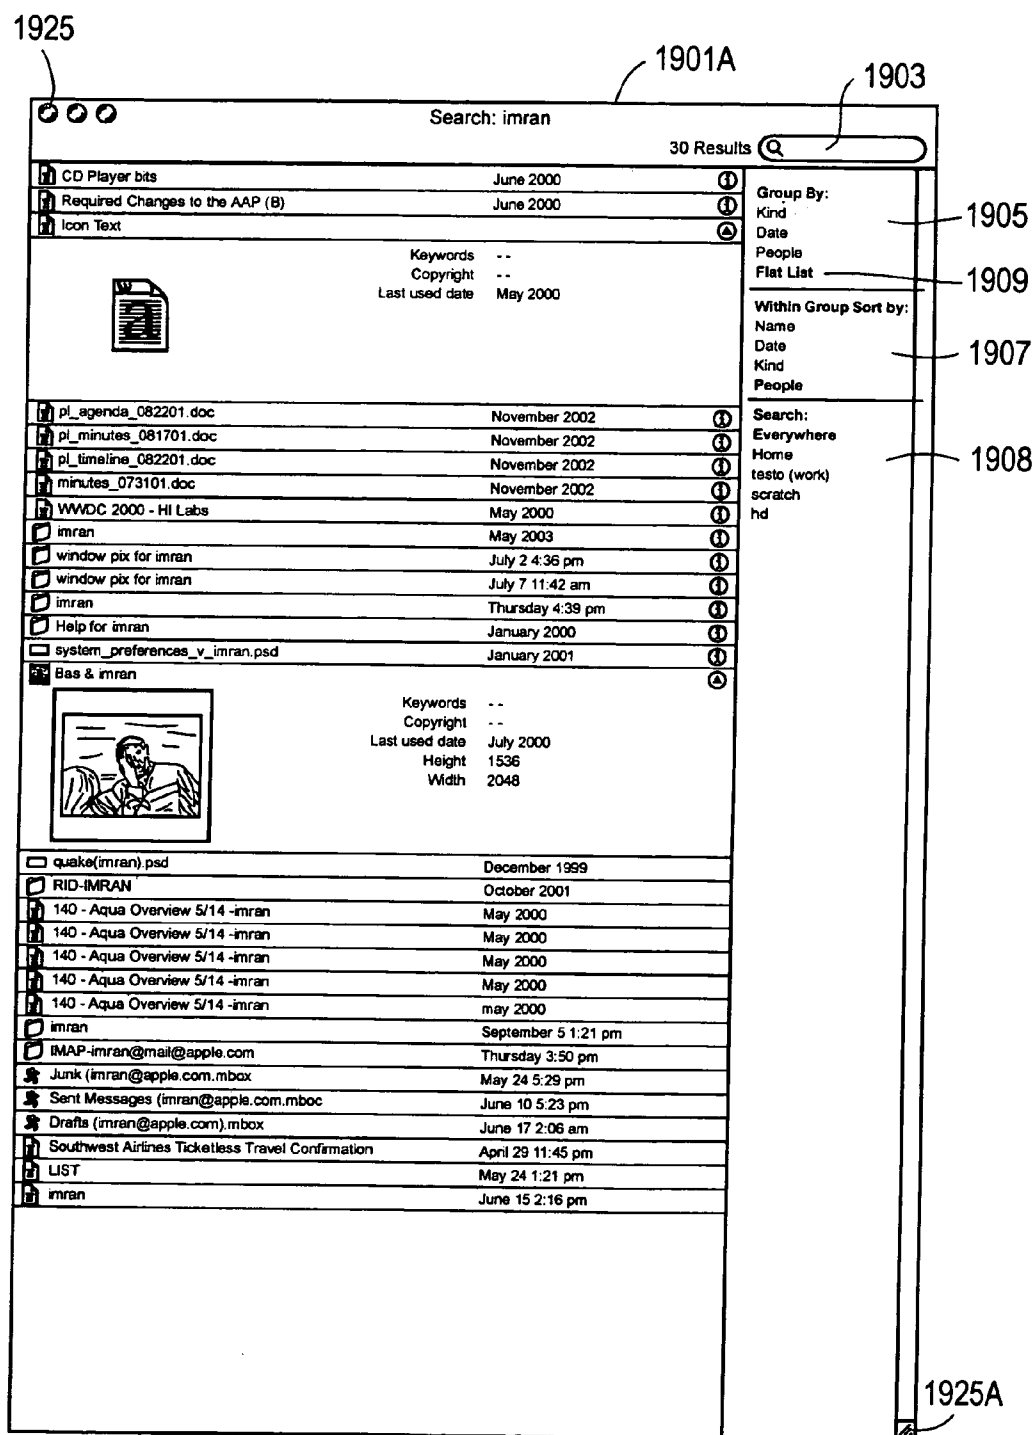 1925
1901A
1903
Search: imran
30 Results
CD Player bits June 2000
Required Changes to the AAP (B) June 2000
Icon Text
Keywords - -
Copyright - -
Last used date May 2000
pl_agenda_082201.doc November 2002
pl_minutes_081701.doc November 2002
pl_timeline_082201.doc November 2002
minutes_073101.doc November 2002
WWDC 2000 - HI Labs May 2000
imran May 2003
window pix for imran July 2 4:36 pm
window pix for imran July 7 11:42 am
imran Thursday 4:39 pm
Help for imran January 2000
system_preferences_v_imran.psd January 2001
Bas & imran
Keywords - -
Copyright - -
Last used date July 2000
Height 1536
Width 2048
quake(imran).psd December 1999
RID-IMRAN October 2001
140 - Aqua Overview 5/14 -imran May 2000
140 - Aqua Overview 5/14 -imran May 2000
140 - Aqua Overview 5/14 -imran May 2000
140 - Aqua Overview 5/14 -imran May 2000
140 - Aqua Overview 5/14 -imran may 2000
imran September 5 1:21 pm
IMAP-imran@mail@apple.com Thursday 3:50 pm
Junk (imran@apple.com.mbox May 24 5:29 pm
Sent Messages (imran@apple.com.mboc June 10 5:23 pm
Drafts (imran@apple.com).mbox June 17 2:06 am
Southwest Airlines Ticketless Travel Confirmation April 29 11:45 pm
LIST May 24 1:21 pm
imran June 15 2:16 pm
Group By:
Kind
Date
People
Flat List
Within Group Sort by:
Name
Date
Kind
People
Search:
Everywhere
Home
testo (work)
scratch
hd
1905
1909
1907
1908
1925A